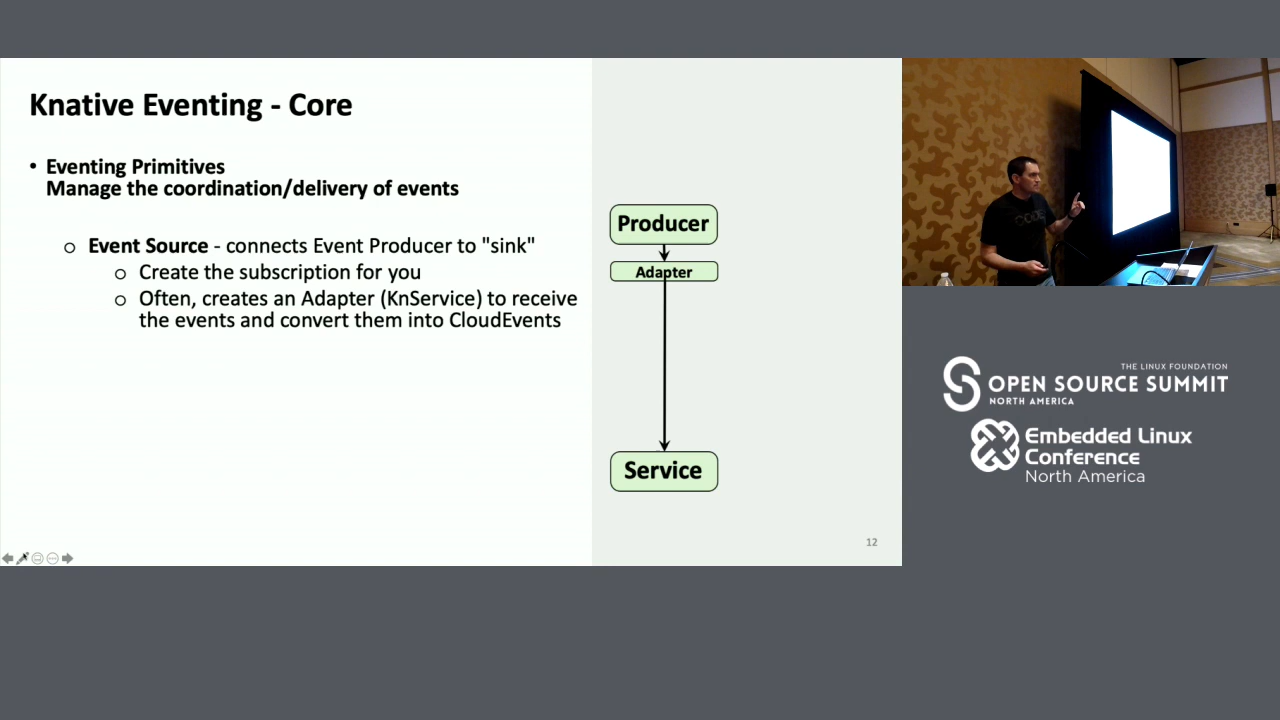 Knative Eventing - Core
• Eventing Primitives
Manage the coordination/delivery of events
o Event Source - connects Event Producer to "sink"
o Create the subscription for you
o Often, creates an Adapter (KnService) to receive
the events and convert them into CloudEvents
Producer
Adapter
Service
12
THE LINUX FOUNDATION
OPEN SOURCE SUMMIT
NORTH AMERICA
Embedded Linux
Conference
North America